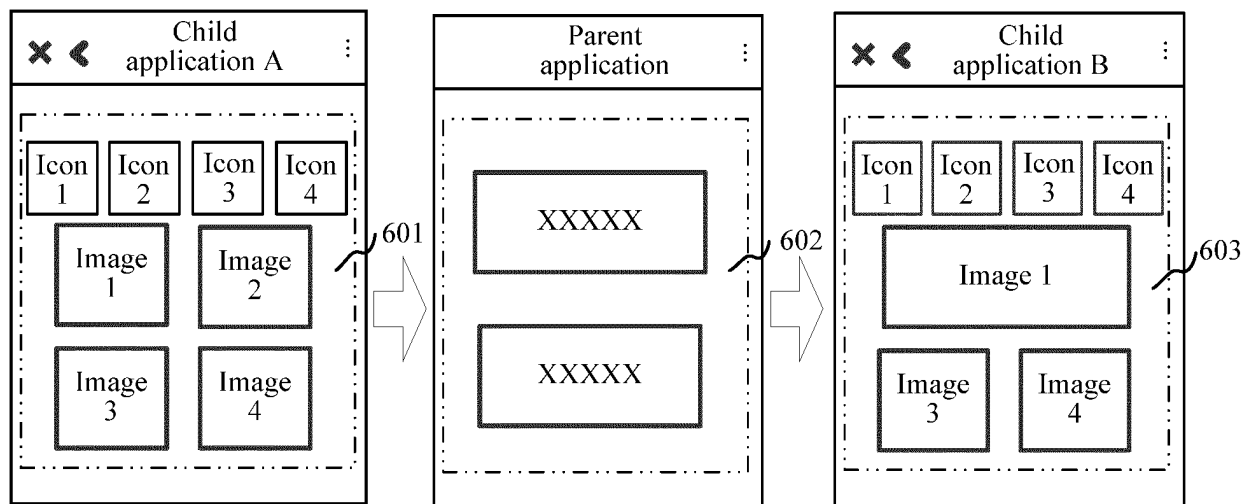 Child
application A
Icon
1
Icon
2
Icon
3
Icon
4
Image
1
Image
2
Image
3
Image
4
601
Parent
application
XXXXX
XXXXX
602
Child
application B
Icon
1
Icon
2
Icon
3
Icon
4
Image 1
Image
3
Image
4
603